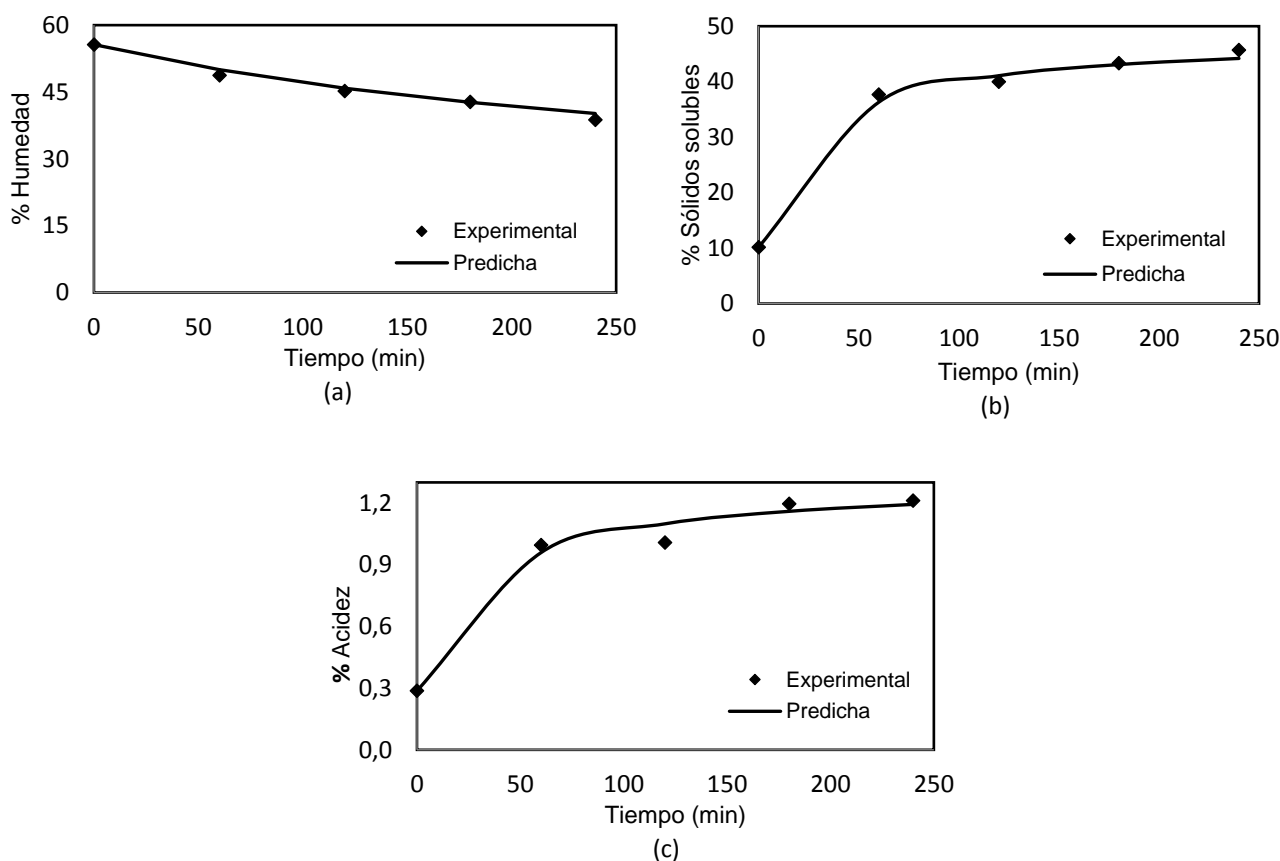 60
45
30
15
0
% Humedad
Experimental
Predicha
0 50 100 150 200 250
Tiempo (min)
(a)
50
40
30
20
10
0
% Sólidos solubles
Experimental
Predicha
0 50 100 150 200 250
Tiempo (min)
(b)
1,2
0,9
0,6
0,3
0,0
% Acidez
Experimental
Predicha
0 50 100 150 200 250
Tiempo (min)
(c)